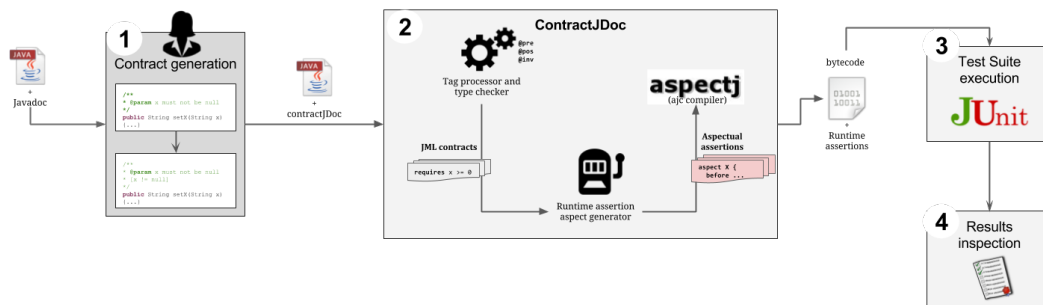 JAVA
+
Javadoc
1
Contract generation
/**
* @param a must not be null
*/
public String setX(String a)
{...}
/**
* @param a must not be null
* [a != null]
*/
public String setX(String a)
{...}
JAVA
+
contractJDoc
2
ContractJDoc
@pre
@pos
@inv
Tag processor and
type checker
JML contracts
requires x >= 0
Runtime assertion
aspect generator
aspectj
(ajc compiler)
Aspectual
assertions
aspect X {
before ...
bytecode
01001
10011
+
Runtime
assertions
3
Test Suite
execution
JUnit
4
Results
inspection